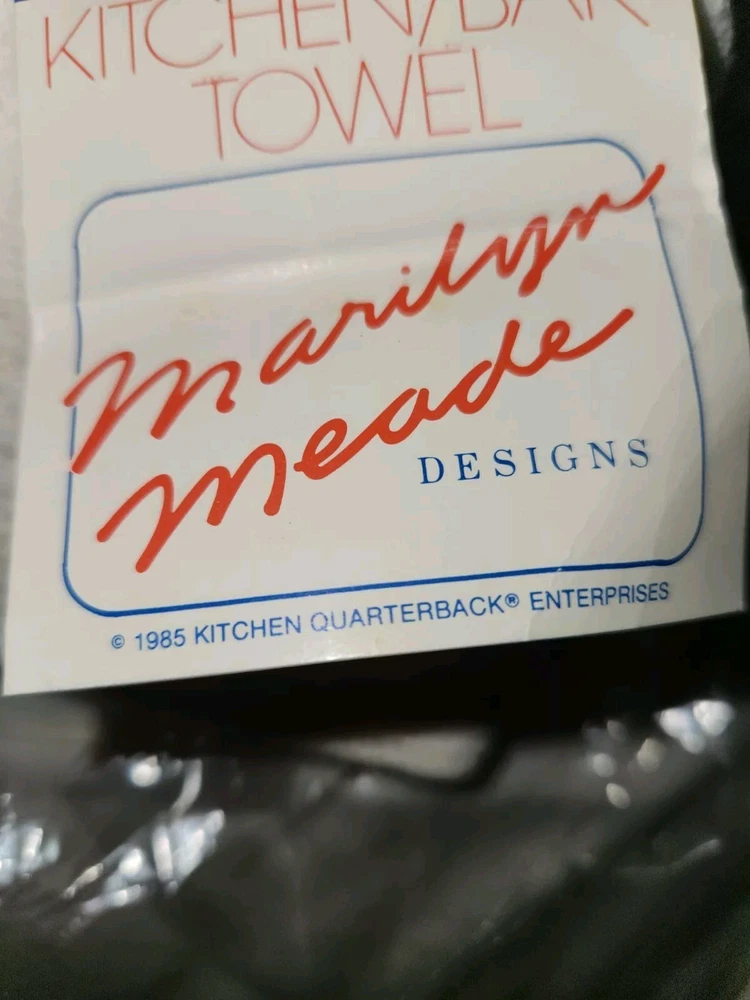 KITCHEN/BAR
TOWEL
Marilyn
Meade
DESIGNS
© 1985 KITCHEN QUARTERBACK® ENTERPRISES